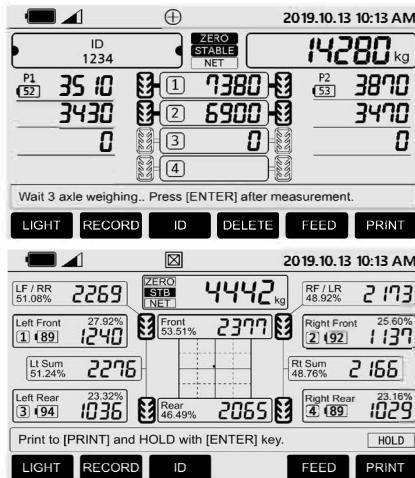 2019.10.13 10:13 AM
ID
1234
ZERO
STABLE
NET
14280 kg
P1
52
3510
1
7380
P2
53
3870
3430
2
6900
3470
0
3
0
0
4
Wait 3 axle weighing.. Press [ENTER] after measurement.
LIGHT RECORD ID DELETE FEED PRINT
2019.10.13 10:13 AM
LF / RR
51.08%
2269
ZERO
STB
NET
4442 kg
RF / LR
48.92%
2173
Left Front
27.92%
1 (89
1240
Front
53.51%
2377
Right Front
25.60%
2 (92
1137
Lt Sum
51.24%
2276
Rt Sum
48.76%
2166
Left Rear
23.32%
3 (94
1036
Rear
46.49%
2065
Right Rear
23.16%
4 (89
1029
Print to [PRINT] and HOLD with [ENTER] key.
HOLD
LIGHT RECORD ID FEED PRINT